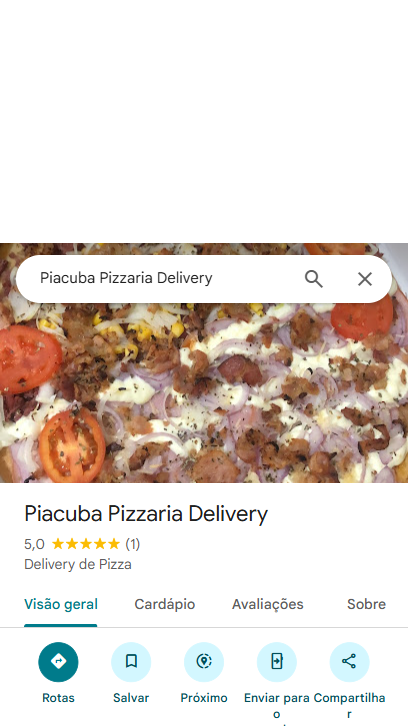 Piacuba Pizzaria Delivery
Piacuba Pizzaria Delivery
5,0 (1)
Delivery de Pizza
Visão geral Cardápio Avaliações Sobre
Rotas Salvar Próximo Enviar para o Compartilhar